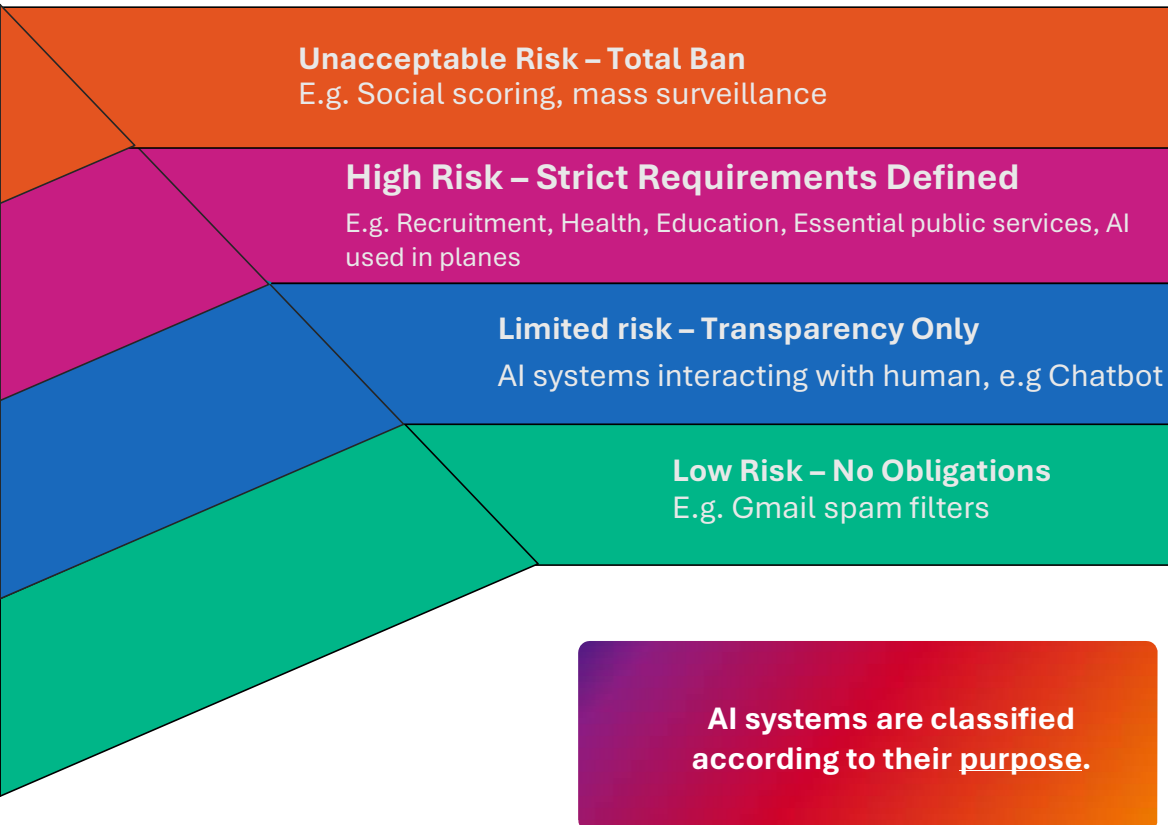 Unacceptable Risk – Total Ban
E.g. Social scoring, mass surveillance
High Risk – Strict Requirements Defined
E.g. Recruitment, Health, Education, Essential public services, AI
used in planes
Limited risk – Transparency Only
AI systems interacting with human, e.g Chatbot
Low Risk – No Obligations
E.g. Gmail spam filters
AI systems are classified
according to their purpose.